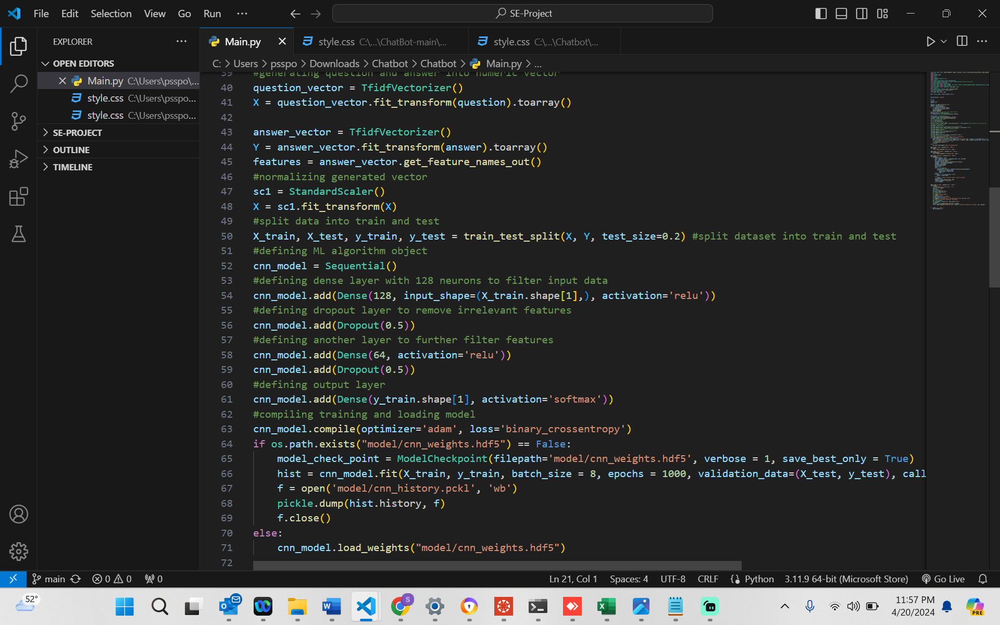 File Edit Selection View Go Run ···
SE-Project
EXPLORER ···
OPEN EDITORS
Main.py C:\Users\psspo\...
style.css C:\Users\psspo...
style.css C:\Users\psspo...
SE-PROJECT
OUTLINE
TIMELINE
Main.py
style.css C:\...\ChatBot-main\...
style.css C:\...\Chatbot\...
C: > Users > psspo > Downloads > Chatbot > Chatbot > Main.py > ...
39 #generating question and answer into numeric vector
40 question_vector = TfidfVectorizer()
41 X = question_vector.fit_transform(question).toarray()
42
43 answer_vector = TfidfVectorizer()
44 Y = answer_vector.fit_transform(answer).toarray()
45 features = answer_vector.get_feature_names_out()
46 #normalizing generated vector
47 sc1 = StandardScaler()
48 X = sc1.fit_transform(X)
49 #split data into train and test
50 X_train, X_test, y_train, y_test = train_test_split(X, Y, test_size=0.2) #split dataset into train and test
51 #defining ML algorithm object
52 cnn_model = Sequential()
53 #defining dense layer with 128 neurons to filter input data
54 cnn_model.add(Dense(128, input_shape=(X_train.shape[1],), activation='relu'))
55 #defining dropout layer to remove irrelevant features
56 cnn_model.add(Dropout(0.5))
57 #defining another layer to further filter features
58 cnn_model.add(Dense(64, activation='relu'))
59 cnn_model.add(Dropout(0.5))
60 #defining output layer
61 cnn_model.add(Dense(y_train.shape[1], activation='softmax'))
62 #compiling training and loading model
63 cnn_model.compile(optimizer='adam', loss='binary_crossentropy')
64 if os.path.exists("model/cnn_weights.hdf5") == False:
65     model_check_point = ModelCheckpoint(filepath='model/cnn_weights.hdf5', verbose = 1, save_best_only = True)
66     hist = cnn_model.fit(X_train, y_train, batch_size = 8, epochs = 1000, validation_data=(X_test, y_test), call
67     f = open('model/cnn_history.pckl', 'wb')
68     pickle.dump(hist.history, f)
69     f.close()
70 else:
71     cnn_model.load_weights("model/cnn_weights.hdf5")
72
main 0 0 0 Ln 21, Col 1 Spaces: 4 UTF-8 CRLF Python 3.11.9 64-bit (Microsoft Store) Go Live
52°
S
PRE
11:57 PM
4/20/2024